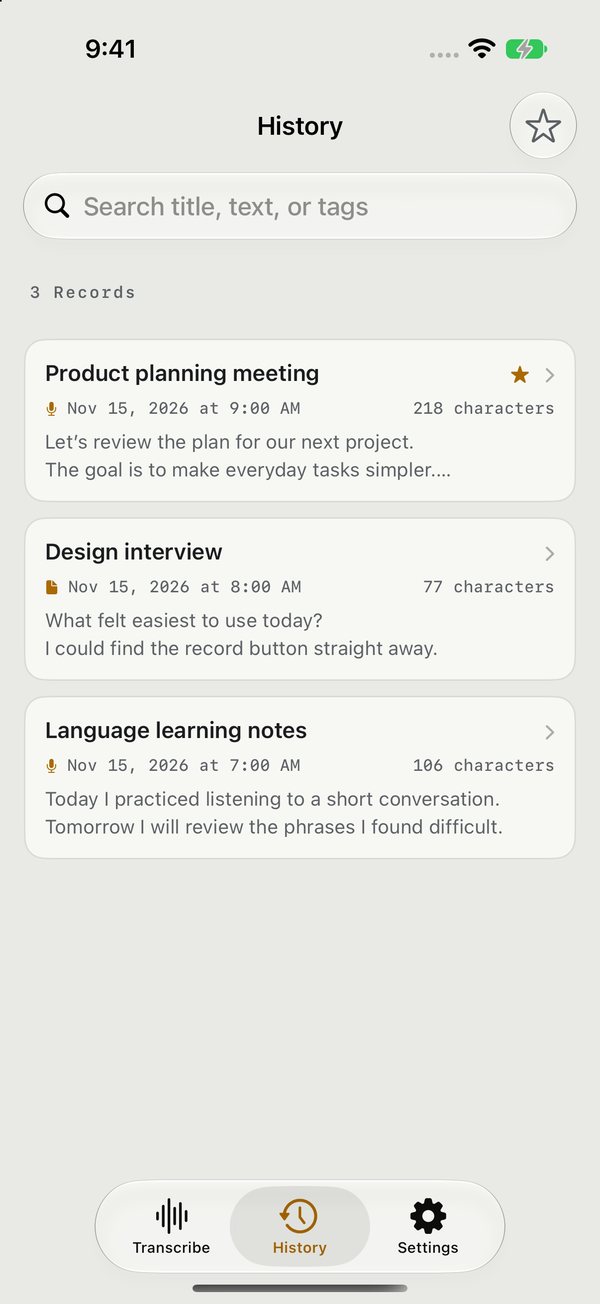 9:41
History
Search title, text, or tags
3 Records
Product planning meeting
Nov 15, 2026 at 9:00 AM 218 characters
Let’s review the plan for our next project.
The goal is to make everyday tasks simpler....
Design interview
Nov 15, 2026 at 8:00 AM 77 characters
What felt easiest to use today?
I could find the record button straight away.
Language learning notes
Nov 15, 2026 at 7:00 AM 106 characters
Today I practiced listening to a short conversation.
Tomorrow I will review the phrases I found difficult.
Transcribe History Settings